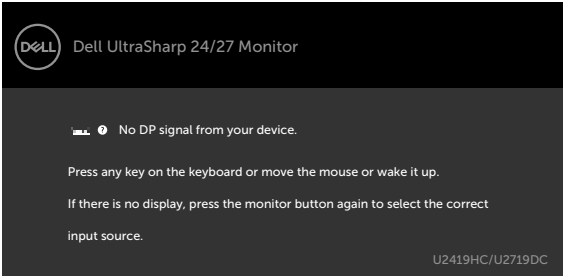 DELL Dell UltraSharp 24/27 Monitor
? No DP signal from your device.
Press any key on the keyboard or move the mouse or wake it up.
If there is no display, press the monitor button again to select the correct
input source.
U2419HC/U2719DC